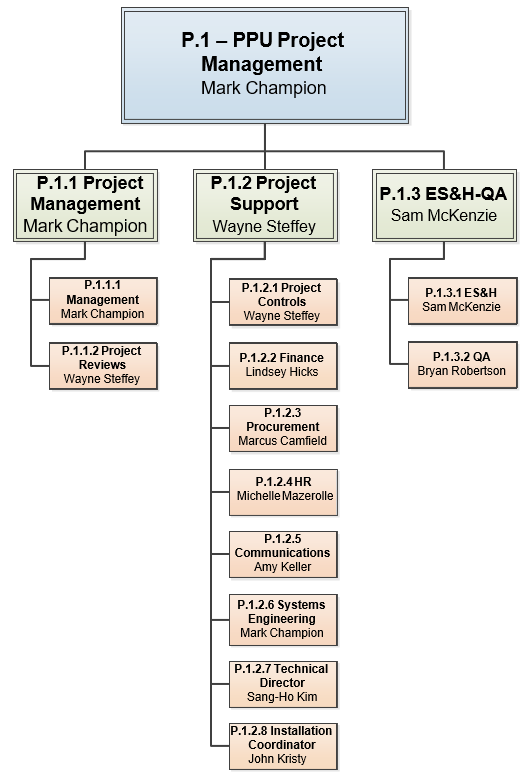 P.1 – PPU Project
Management
Mark Champion
P.1.1 Project
Management
Mark Champion
P.1.1.1
Management
Mark Champion
P.1.1.2 Project
Reviews
Wayne Steffey
P.1.2 Project
Support
Wayne Steffey
P.1.2.1 Project
Controls
Wayne Steffey
P.1.2.2 Finance
Lindsey Hicks
P.1.2.3
Procurement
Marcus Camfield
P.1.2.4 HR
Michelle Mazerolle
P.1.2.5
Communications
Amy Keller
P.1.2.6 Systems
Engineering
Mark Champion
P.1.2.7 Technical
Director
Sang-Ho Kim
P.1.2.8 Installation
Coordinator
John Kristy
P.1.3 ES&H-QA
Sam McKenzie
P.1.3.1 ES&H
Sam McKenzie
P.1.3.2 QA
Bryan Robertson